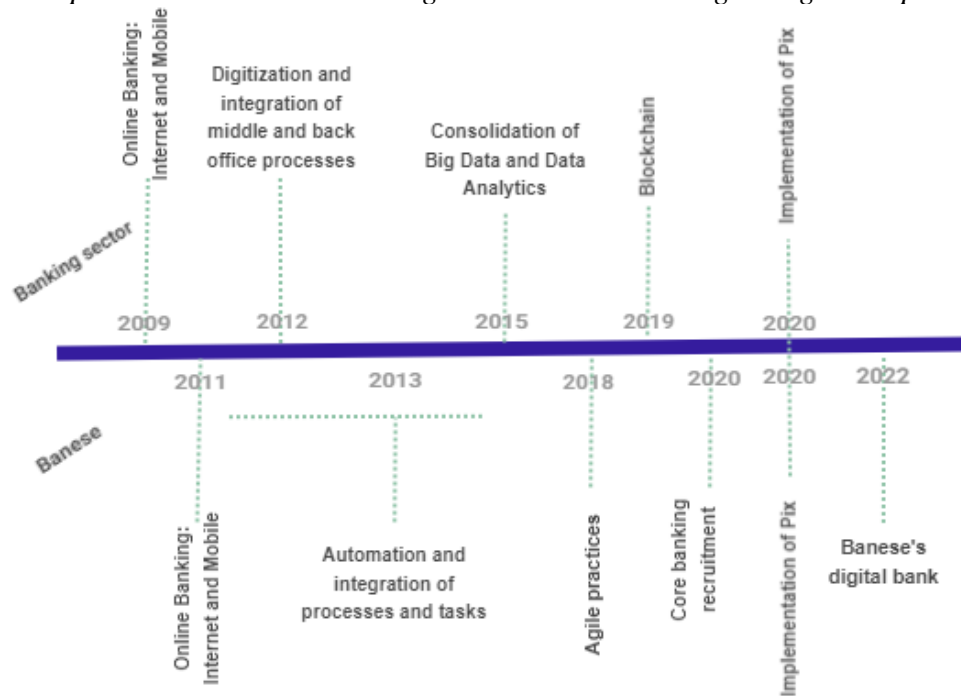 Online Banking:
Internet and Mobile
Digitization and
integration of
middle and back
office processes
Consolidation of
Big Data and Data
Analytics
Blockchain
Implementation of Pix
Banking sector
2009
2012
2015
2019
2020
2011
2013
2018
2020
2020
2022
Banese
Online Banking:
Internet and Mobile
Automation and
integration of
processes and tasks
Agile practices
Core banking
recruitment
Implementation of Pix
Banese's
digital bank